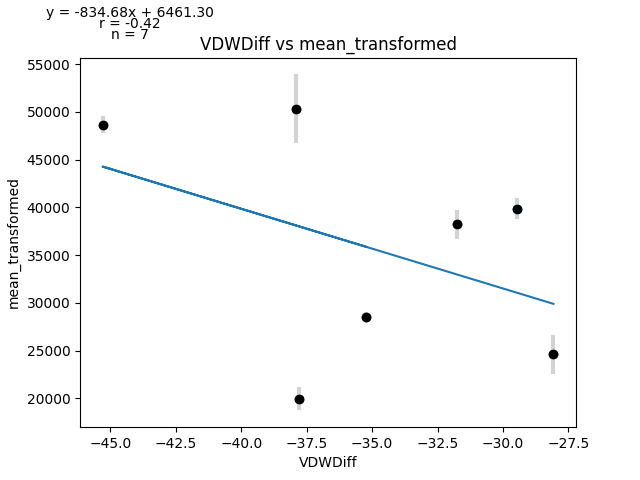 y = -834.68x + 6461.30
r = -0.42
n = 7
VDWDiff vs mean_transformed
55000
50000
45000
40000
35000
30000
25000
20000
mean_transformed
−45.0 −42.5 −40.0 −37.5 −35.0 −32.5 −30.0 −27.5
VDWDiff